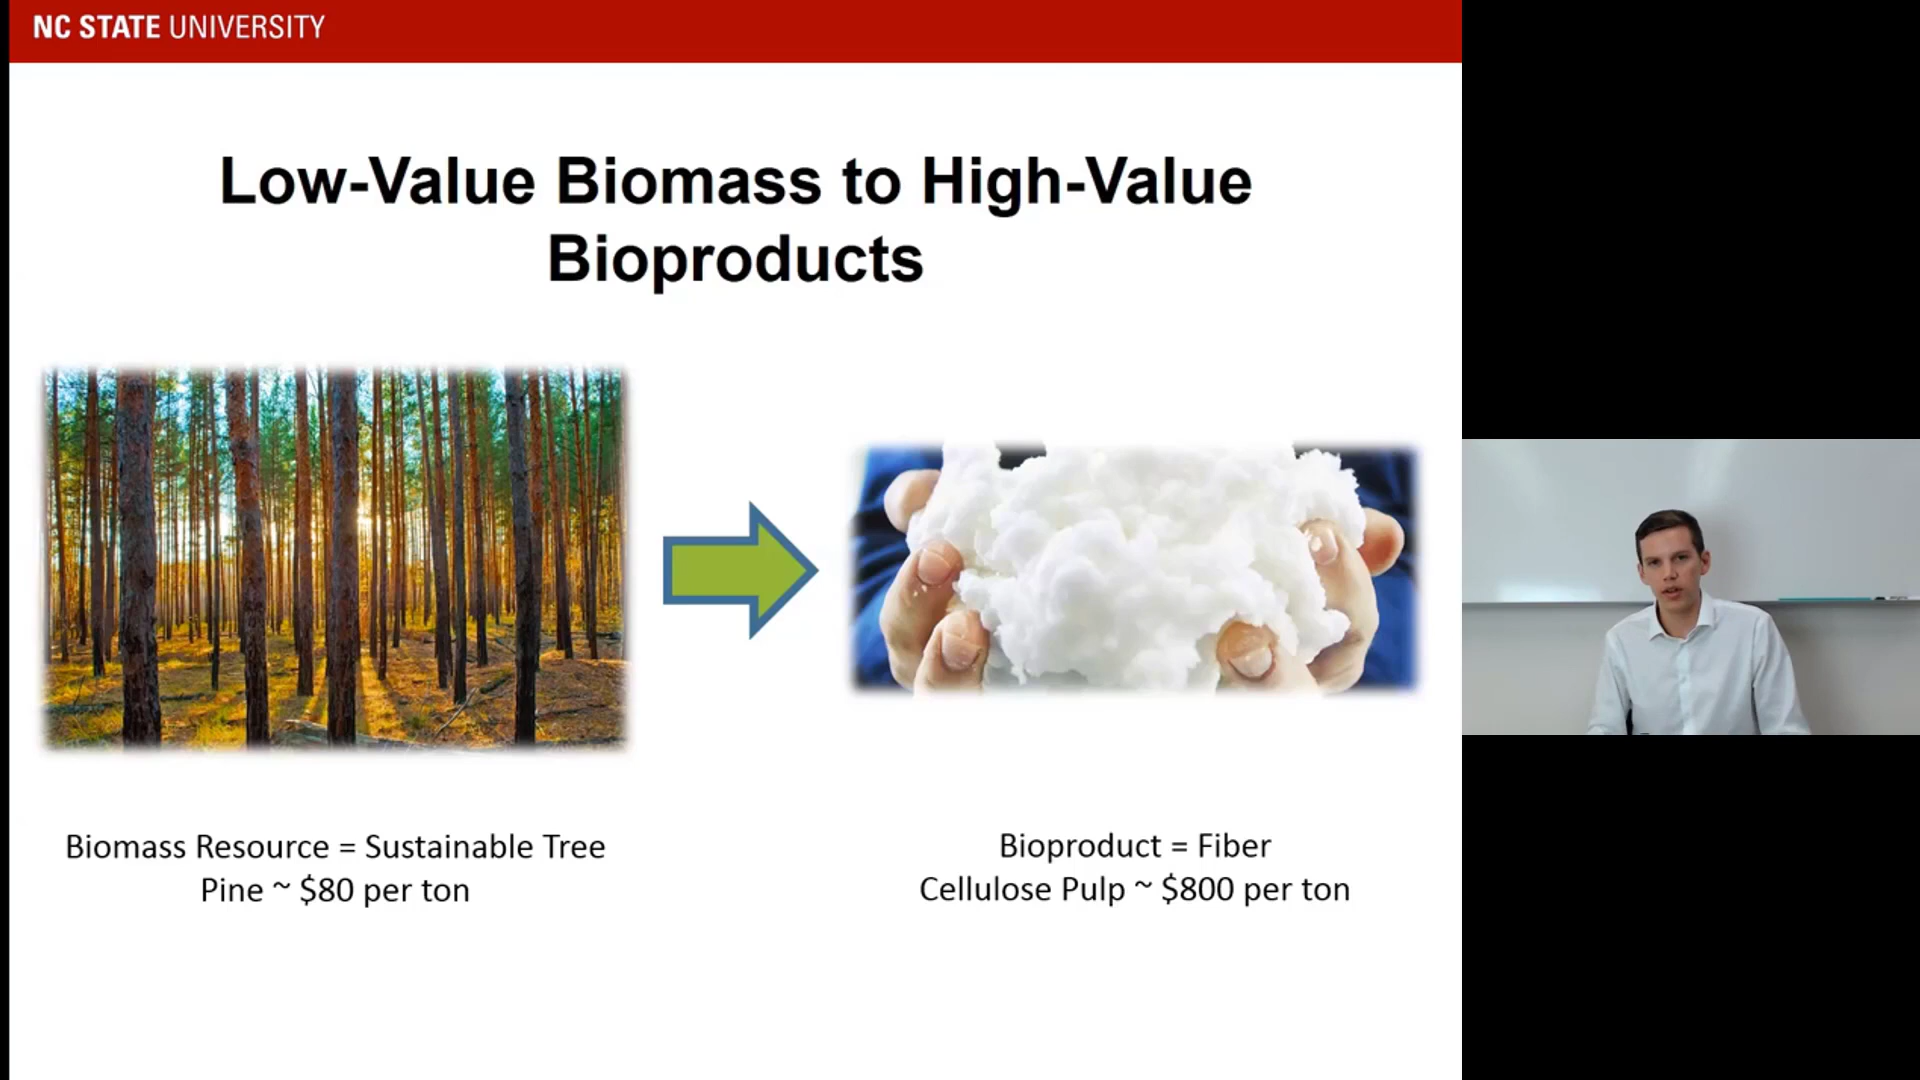 NC STATE UNIVERSITY
Low-Value Biomass to High-Value
Bioproducts
Biomass Resource = Sustainable Tree
Pine ~ $80 per ton
Bioproduct = Fiber
Cellulose Pulp ~ $800 per ton